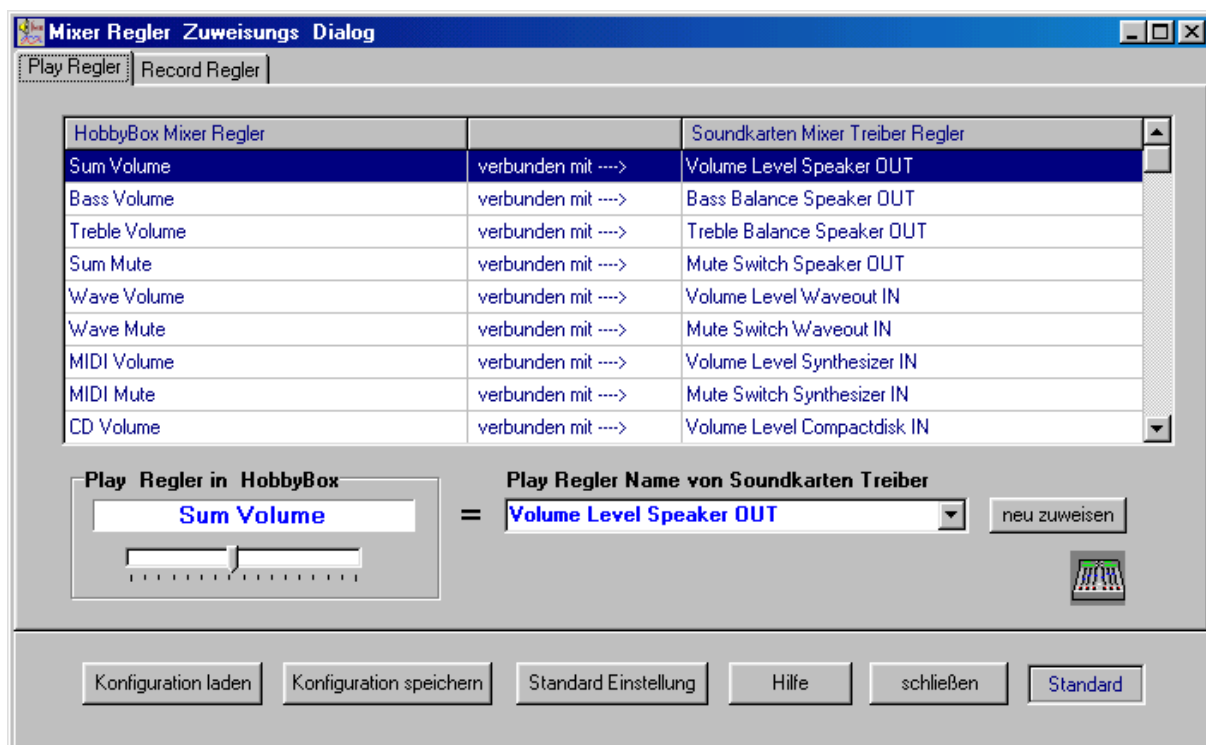 Mixer Regler Zuweisungs Dialog
Play Regler Record Regler
HobbyBox Mixer Regler Soundkarten Mixer Treiber Regler
Sum Volume verbunden mit ----> Volume Level Speaker OUT
Bass Volume verbunden mit ----> Bass Balance Speaker OUT
Treble Volume verbunden mit ----> Treble Balance Speaker OUT
Sum Mute verbunden mit ----> Mute Switch Speaker OUT
Wave Volume verbunden mit ----> Volume Level Waveout IN
Wave Mute verbunden mit ----> Mute Switch Waveout IN
MIDI Volume verbunden mit ----> Volume Level Synthesizer IN
MIDI Mute verbunden mit ----> Mute Switch Synthesizer IN
CD Volume verbunden mit ----> Volume Level Compactdisk IN
Play Regler in HobbyBox Play Regler Name von Soundkarten Treiber
Sum Volume = Volume Level Speaker OUT neu zuweisen
Konfiguration laden Konfiguration speichern Standard Einstellung Hilfe schließen Standard